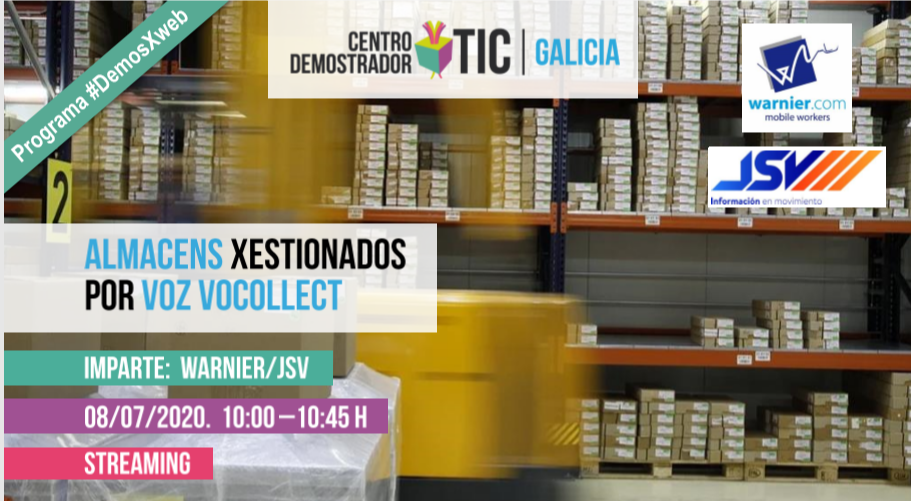 Programa #DemosXweb
CENTRO
DEMOSTRADOR TIC | GALICIA
warnier.com
mobile workers
JSV
Información en movimiento
2
ALMACENS XESTIONADOS
POR VOZ VOCOLLECT
IMPARTE: WARNIER/JSV
08/07/2020. 10:00 – 10:45 H
STREAMING